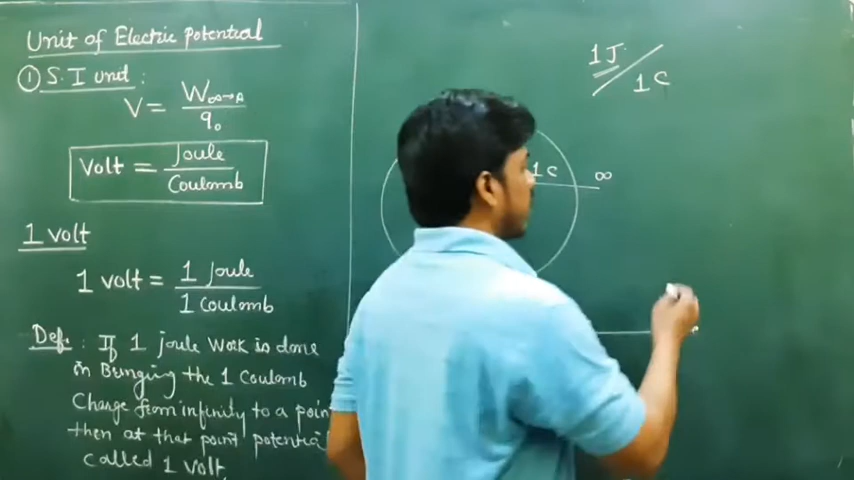 Unit of Electric Potential
① S.I unit :
V = W∞→A / q₀
Volt = Joule / Coulomb
1 Volt
1 volt = 1 Joule / 1 Coulomb
Def. : If 1 joule work is done
in Bringing the 1 Coulomb
Charge from infinity to a poin
then at that point potential
called 1 volt.
1J / 1C
1C ∞